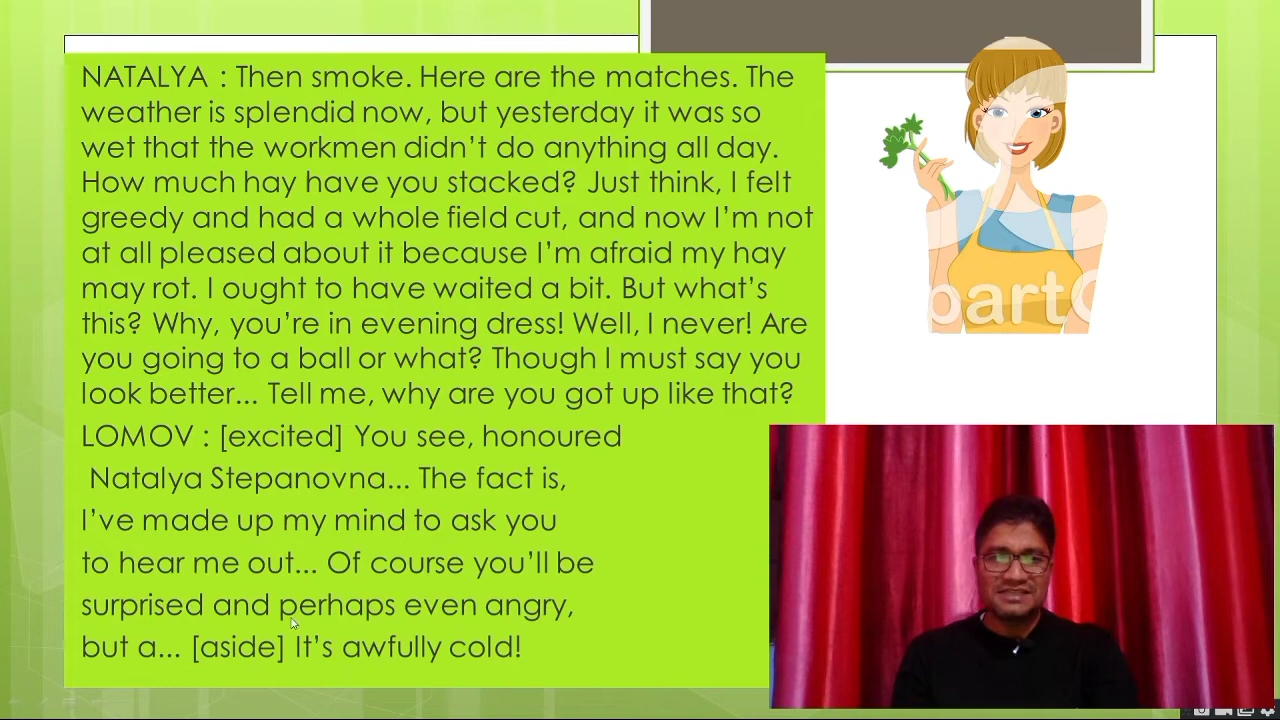 NATALYA : Then smoke. Here are the matches. The
weather is splendid now, but yesterday it was so
wet that the workmen didn’t do anything all day.
How much hay have you stacked? Just think, I felt
greedy and had a whole field cut, and now I’m not
at all pleased about it because I’m afraid my hay
may rot. I ought to have waited a bit. But what’s
this? Why, you’re in evening dress! Well, I never! Are
you going to a ball or what? Though I must say you
look better... Tell me, why are you got up like that?
LOMOV : [excited] You see, honoured
Natalya Stepanovna... The fact is,
I’ve made up my mind to ask you
to hear me out... Of course you’ll be
surprised and perhaps even angry,
but a... [aside] It’s awfully cold!